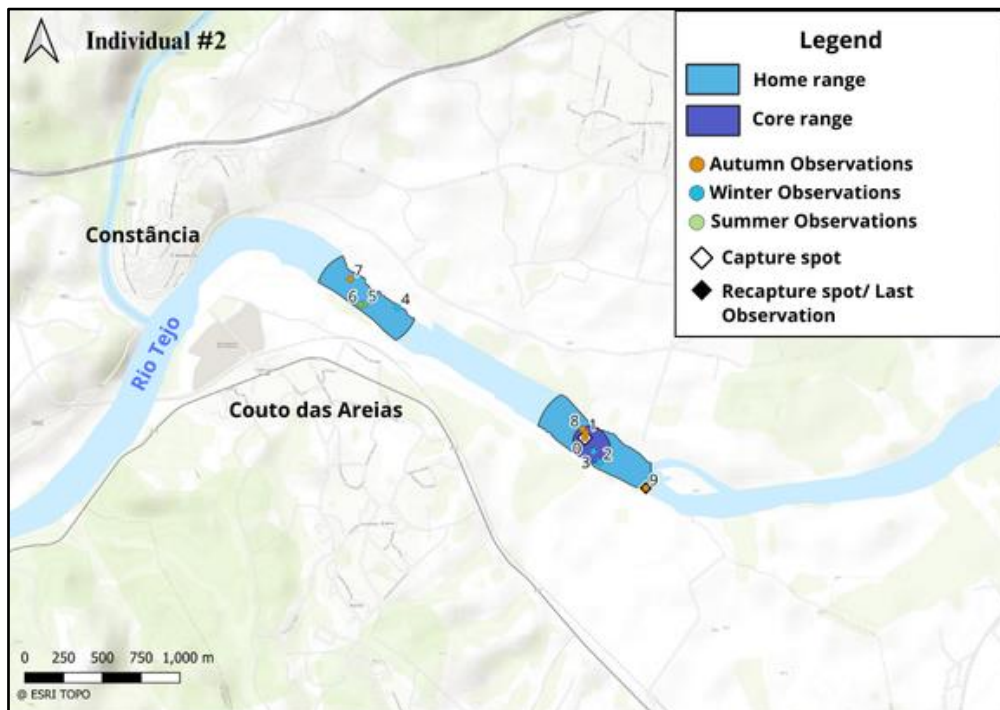 Individual #2
Legend
Home range
Core range
Autumn Observations
Winter Observations
Summer Observations
Capture spot
Recapture spot/ Last
Observation
Constância
7
6
5
4
Rio Tejo
Couto das Areias
8
1
0
2
3
9
0 250 500 750 1,000 m
@ ESRI TOPO